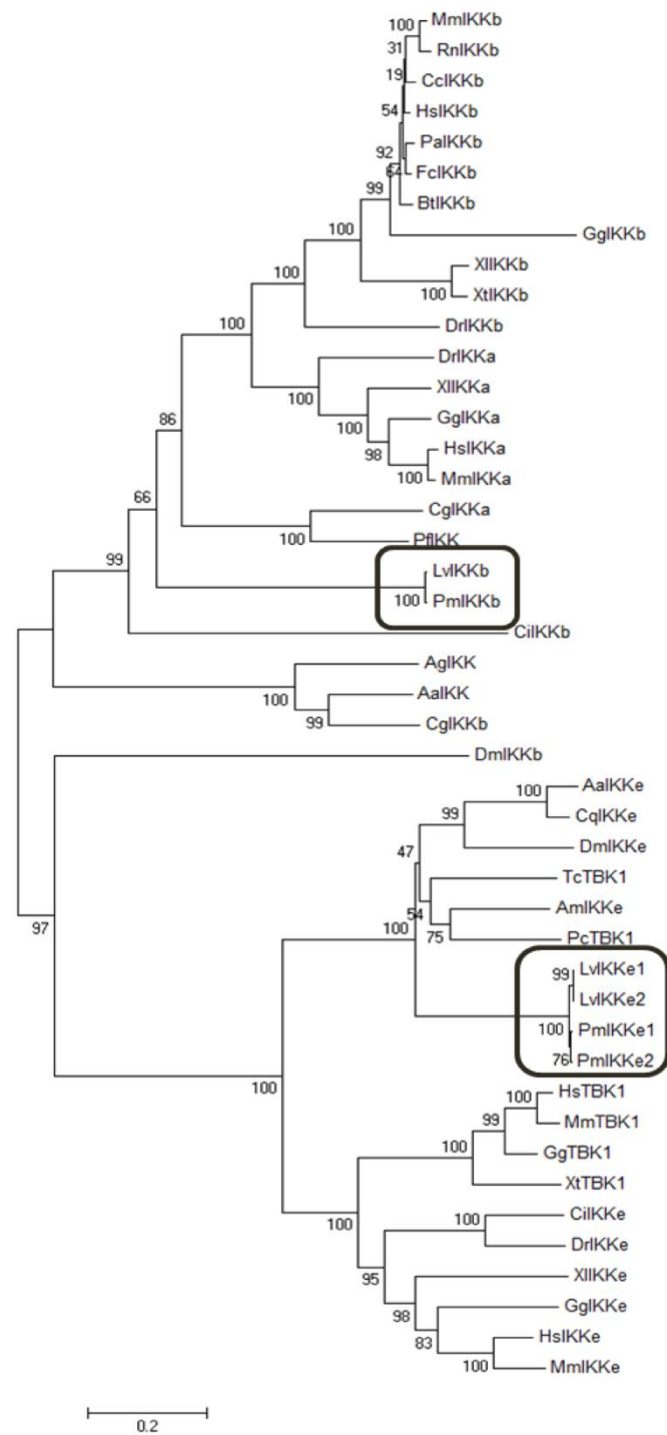 100
MmIKKb
31
RnIKKb
19
CcIKKb
54
HsIKKb
92
PaIKKb
64
FcIKKb
99
BtIKKb
100
GgIKKb
100
XlIKKb
100
XtIKKb
100
DrIKKb
DrIKKa
100
XlIKKa
86
100
GgIKKa
98
HsIKKa
100
MmIKKa
66
CgIKKa
100
PfIKK
99
LvIKKb
100
PmIKKb
CiIKKb
AgIKK
100
AaIKK
99
CgIKKb
DmIKKb
100
AaIKKe
99
CqIKKe
47
DmIKKe
TcTBK1
54
AmIKKe
97
100
75
PcTBK1
99
LvIKKe1
LvIKKe2
100
PmIKKe1
76
PmIKKe2
100
100
HsTBK1
99
MmTBK1
100
GgTBK1
XtTBK1
100
100
CiIKKe
DrIKKe
95
XlIKKe
98
GgIKKe
83
HsIKKe
100
MmIKKe
0.2